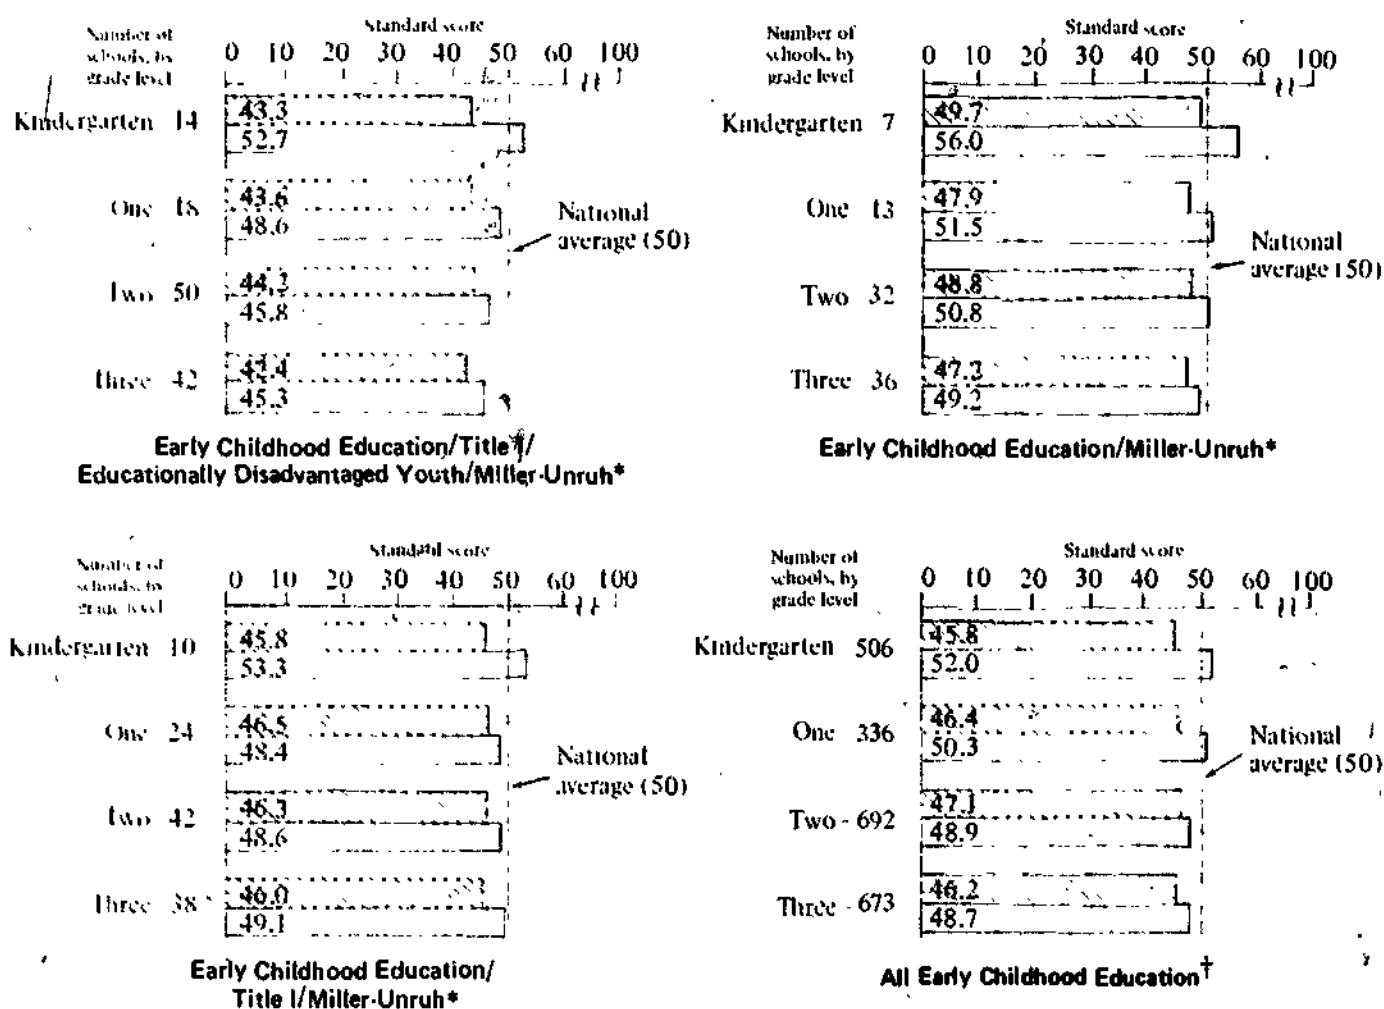 Number of
schools, by
grade level
Standard score
0 10 20 30 40 50 60 100
Kindergarten 14
43.3
52.7
One 18
43.6
48.6
National
average (50)
Two 50
44.2
45.8
Three 42
42.4
45.3
Early Childhood Education/Title I/
Educationally Disadvantaged Youth/Miller-Unruh*
Number of
schools, by
grade level
Standard score
0 10 20 30 40 50 60 100
Kindergarten 7
49.7
56.0
One 13
47.9
51.5
National
average (50)
Two 32
48.8
50.8
Three 36
47.2
49.2
Early Childhood Education/Miller-Unruh*
Number of
schools, by
grade level
Standard score
0 10 20 30 40 50 60 100
Kindergarten 10
45.8
53.3
One 24
46.5
48.4
National
average (50)
Two 42
46.3
48.6
Three 38
46.0
49.1
Early Childhood Education/
Title I/Miller-Unruh*
Number of
schools, by
grade level
Standard score
0 10 20 30 40 50 60 100
Kindergarten 506
45.8
52.0
One 336
46.4
50.3
National
average (50)
Two - 692
47.1
48.9
Three - 673
46.2
48.7
All Early Childhood Education†